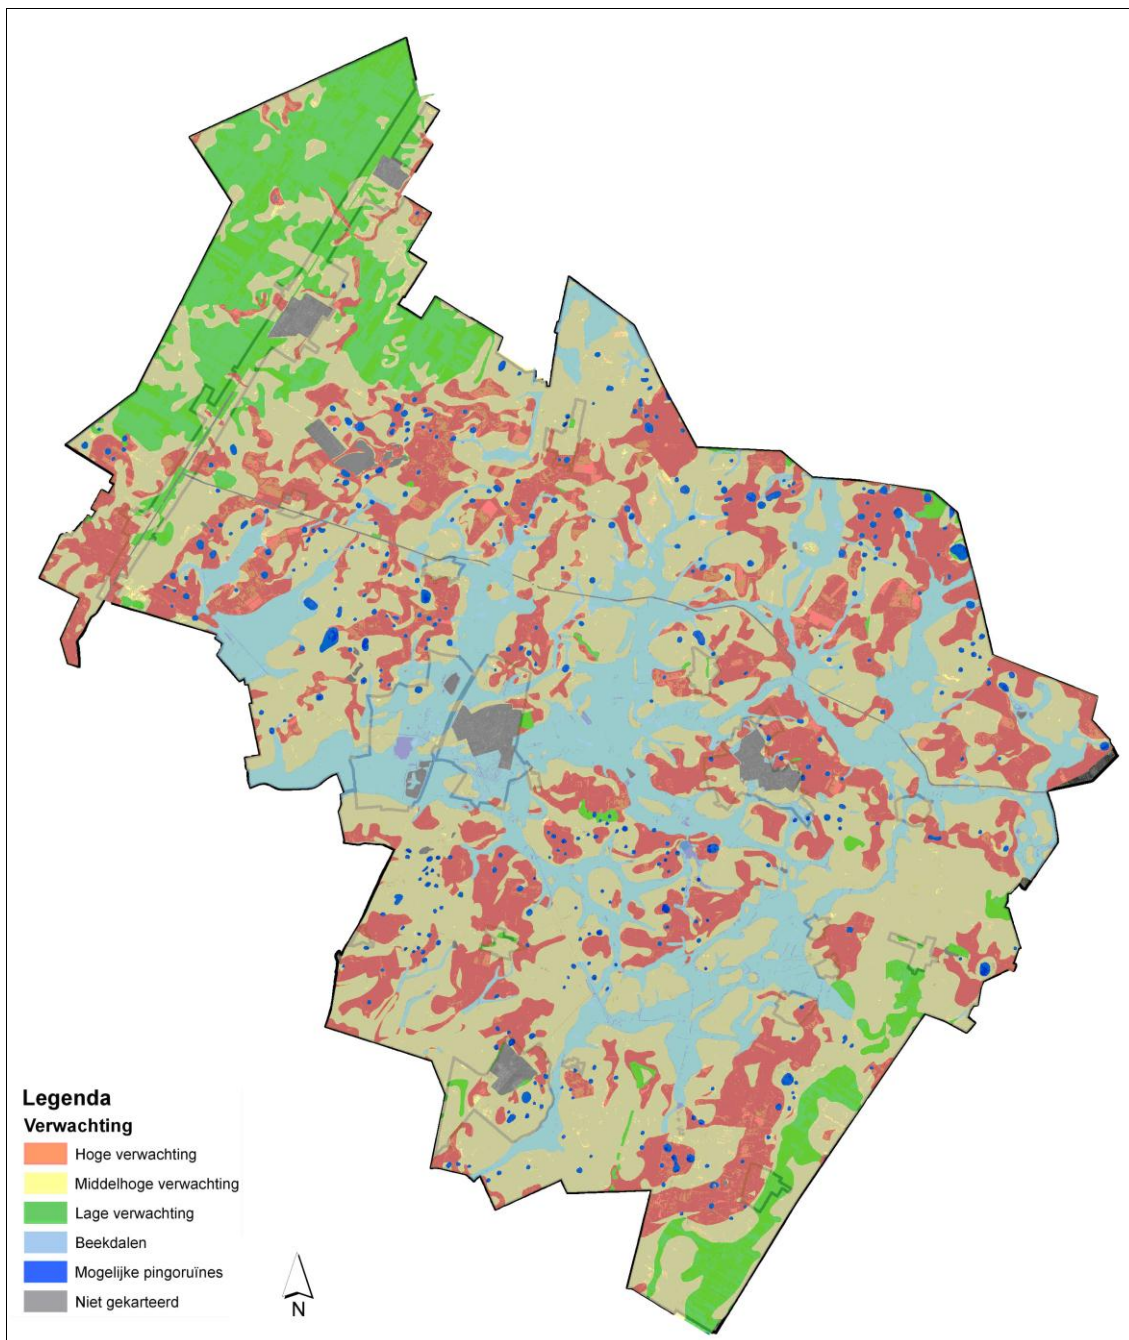 Legenda
Verwachting
Hoge verwachting
Middelhoge verwachting
Lage verwachting
Beekdalen
Mogelijke pingoruïnes
Niet gekarteerd
N